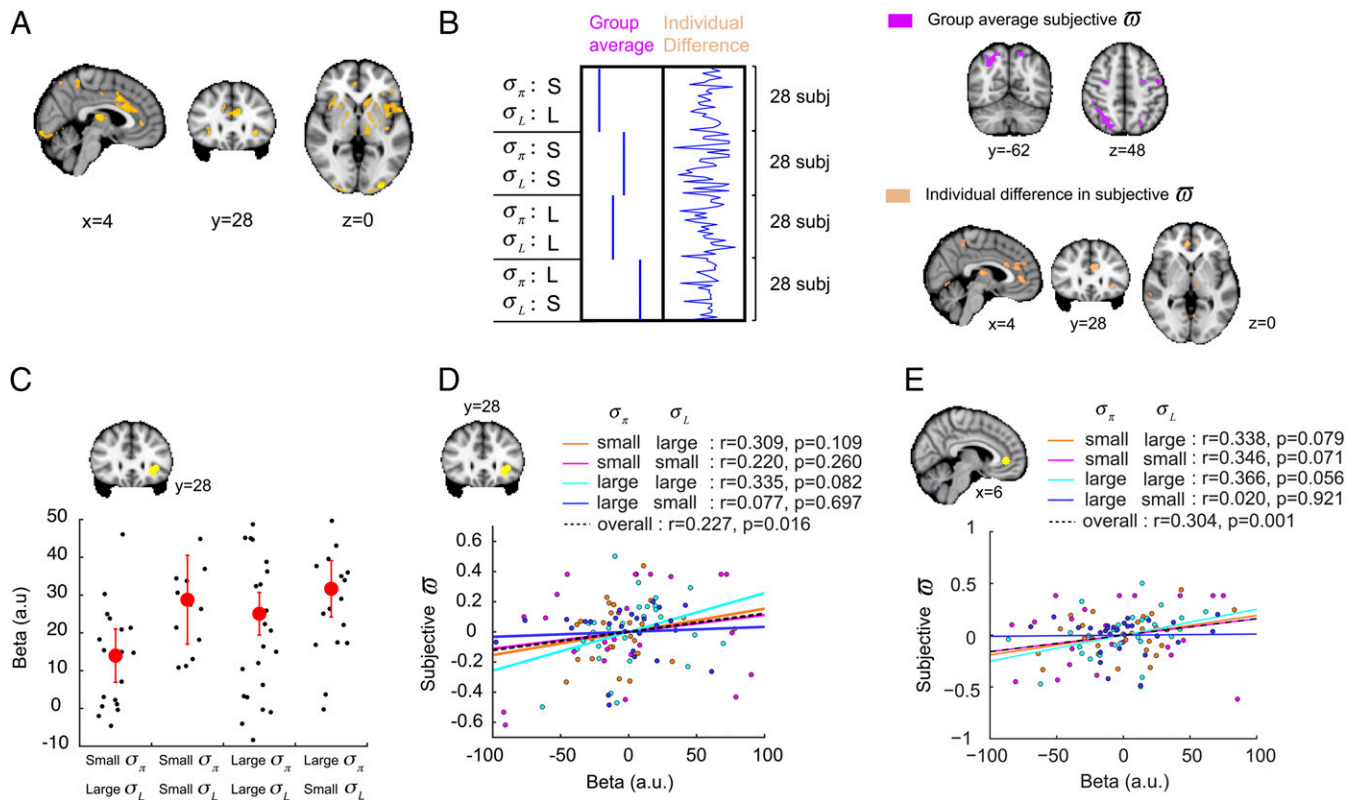 A
x=4
y=28
z=0
B
Group average
Individual Difference
σπ: S
σL: L
28 subj
σπ: S
σL: S
28 subj
σπ: L
σL: L
28 subj
σπ: L
σL: S
28 subj
Group average subjective ϖ
y=-62
z=48
Individual difference in subjective ϖ
x=4
y=28
z=0
C
y=28
Beta (a.u)
50
40
30
20
10
0
-10
Small σπ
Large σL
Small σπ
Small σL
Large σπ
Large σL
Large σπ
Small σL
D
y=28
σπ σL
small large : r=0.309, p=0.109
small small : r=0.220, p=0.260
large large : r=0.335, p=0.082
large small : r=0.077, p=0.697
overall : r=0.227, p=0.016
Subjective ϖ
0.6
0.4
0.2
0
-0.2
-0.4
-0.6
-100 -50 0 50 100
Beta (a.u.)
E
x=6
σπ σL
small large : r=0.338, p=0.079
small small : r=0.346, p=0.071
large large : r=0.366, p=0.056
large small : r=0.020, p=0.921
overall : r=0.304, p=0.001
Subjective ϖ
1
0.5
0
-0.5
-1
-100 -50 0 50 100
Beta (a.u.)